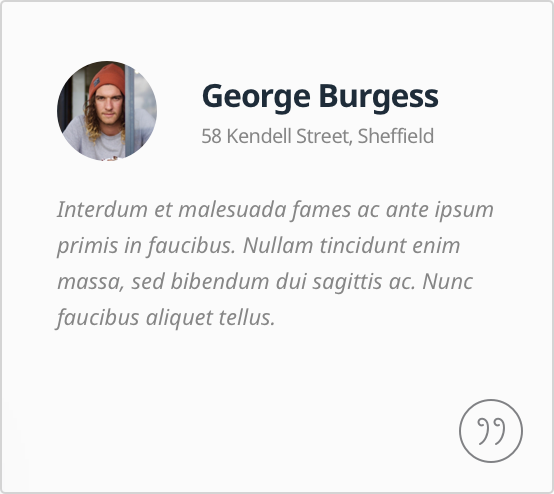 George Burgess
58 Kendell Street, Sheffield
Interdum et malesuada fames ac ante ipsum
primis in faucibus. Nullam tincidunt enim
massa, sed bibendum dui sagittis ac. Nunc
faucibus aliquet tellus.